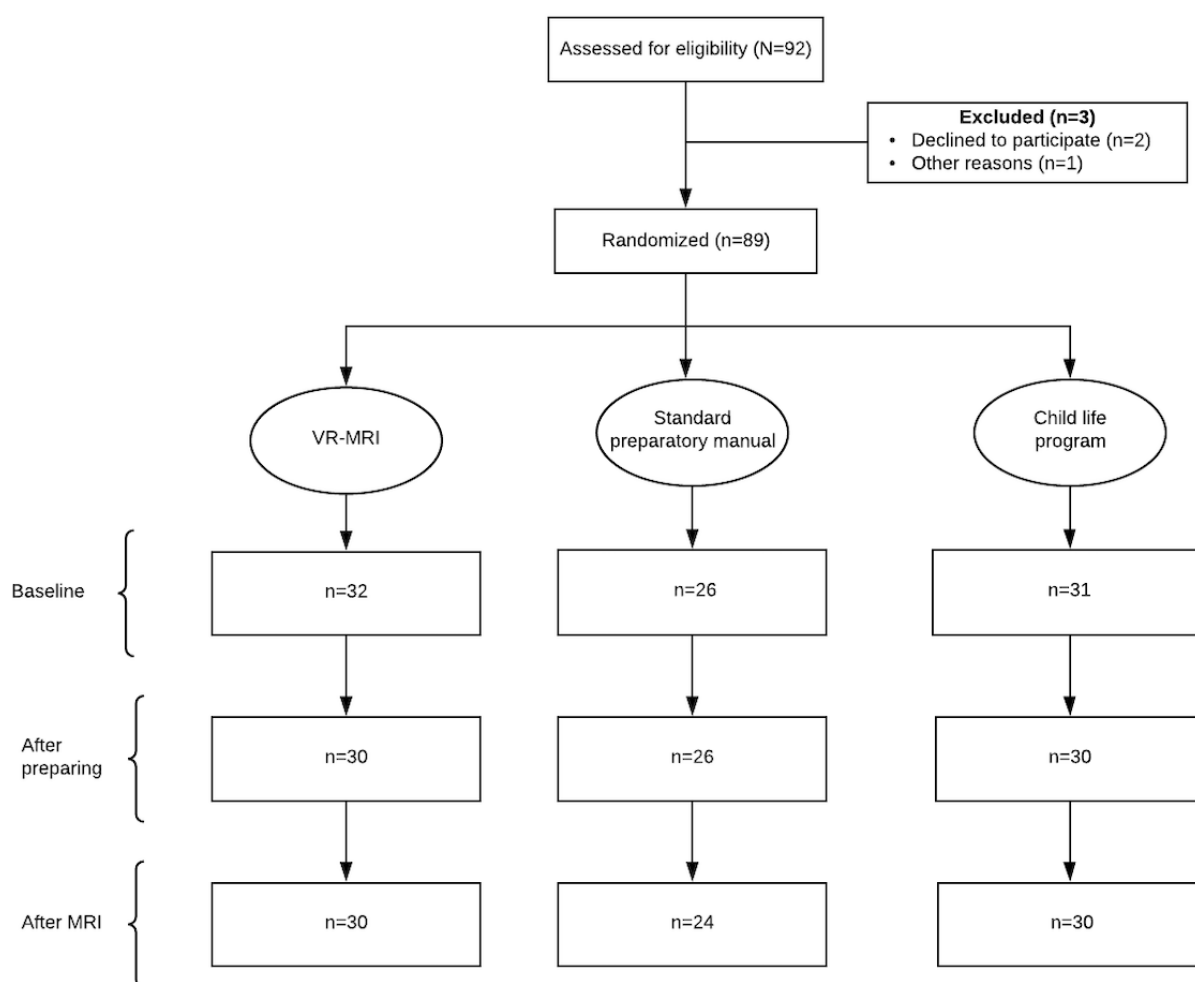 Assessed for eligibility (N=92)
Excluded (n=3)
• Declined to participate (n=2)
• Other reasons (n=1)
Randomized (n=89)
VR-MRI
Standard
preparatory manual
Child life
program
Baseline
n=32
n=26
n=31
After
preparing
n=30
n=26
n=30
After MRI
n=30
n=24
n=30